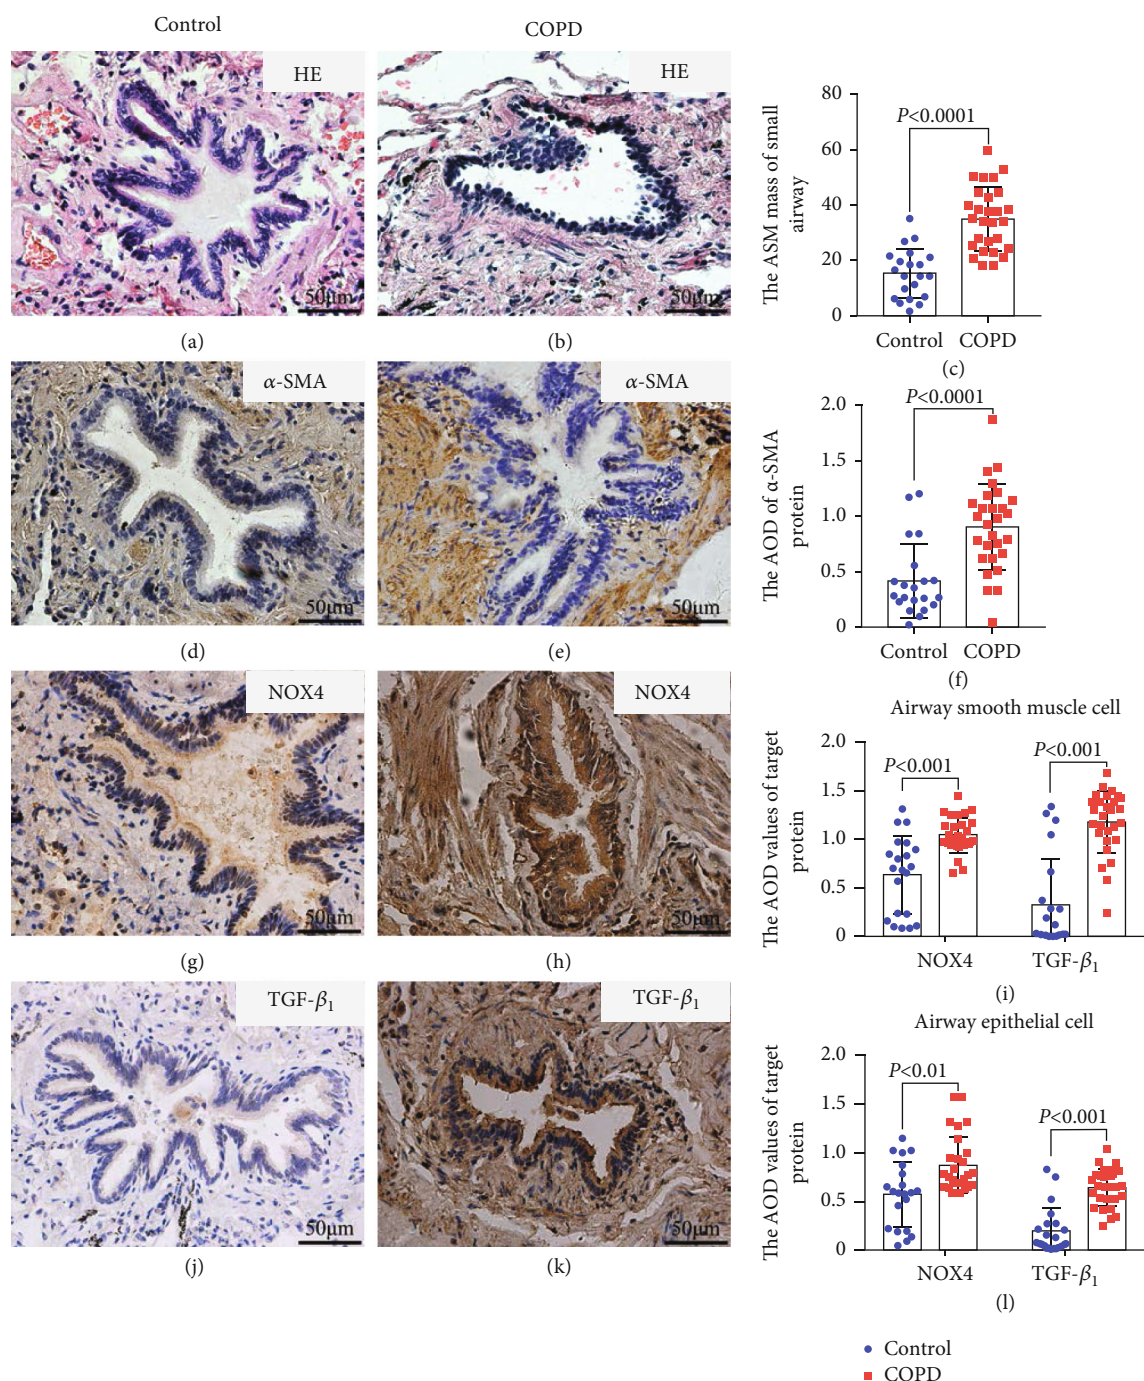 Control
COPD
HE
HE
50μm
50μm
(a)
(b)
The ASM mass of small
airway
80
60
40
20
0
P<0.0001
Control
COPD
(c)
α-SMA
α-SMA
50μm
50μm
(d)
(e)
The AOD of α-SMA
protein
2.0
1.5
1.0
0.5
0
P<0.0001
Control
COPD
(f)
NOX4
NOX4
50μm
50μm
(g)
(h)
Airway smooth muscle cell
The AOD values of target
protein
2.0
1.5
1.0
0.5
0
P<0.001
P<0.001
NOX4
TGF-β₁
(i)
TGF-β₁
TGF-β₁
50μm
50μm
(j)
(k)
Airway epithelial cell
The AOD values of target
protein
2.0
1.5
1.0
0.5
0
P<0.01
P<0.001
NOX4
TGF-β₁
(l)
Control
COPD